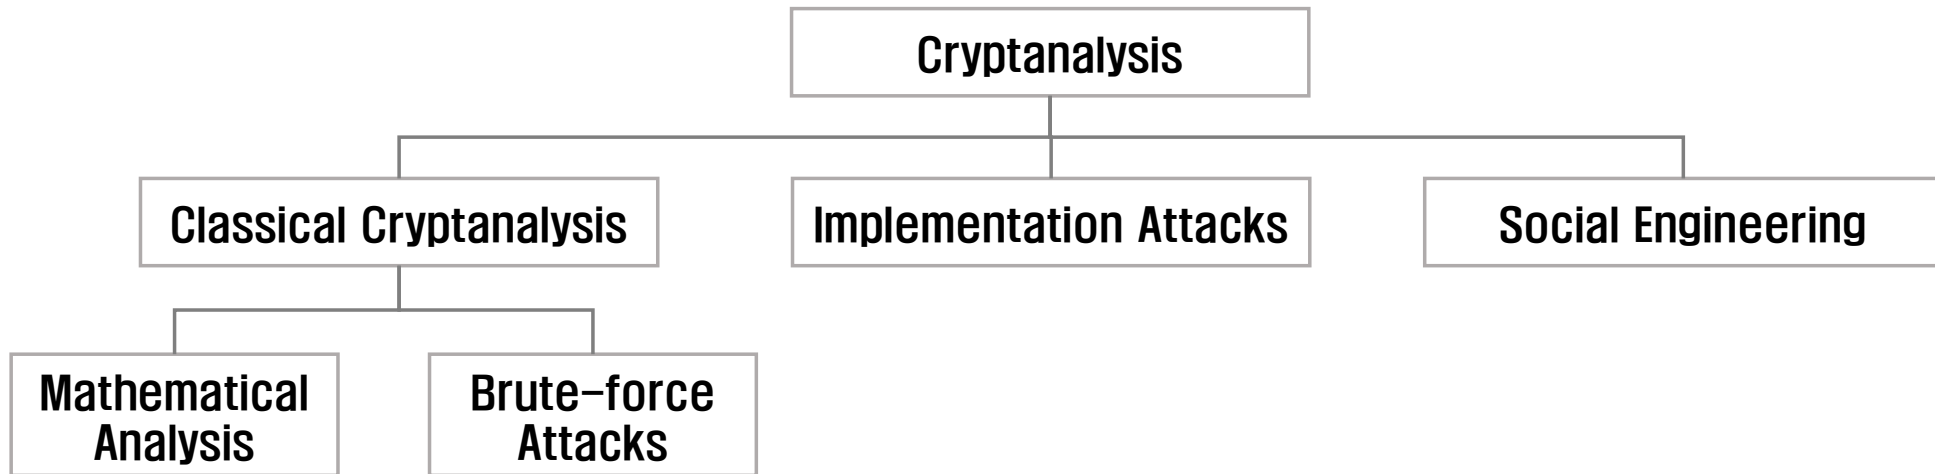 Cryptanalysis
Classical Cryptanalysis
Implementation Attacks
Social Engineering
Mathematical
Analysis
Brute-force
Attacks